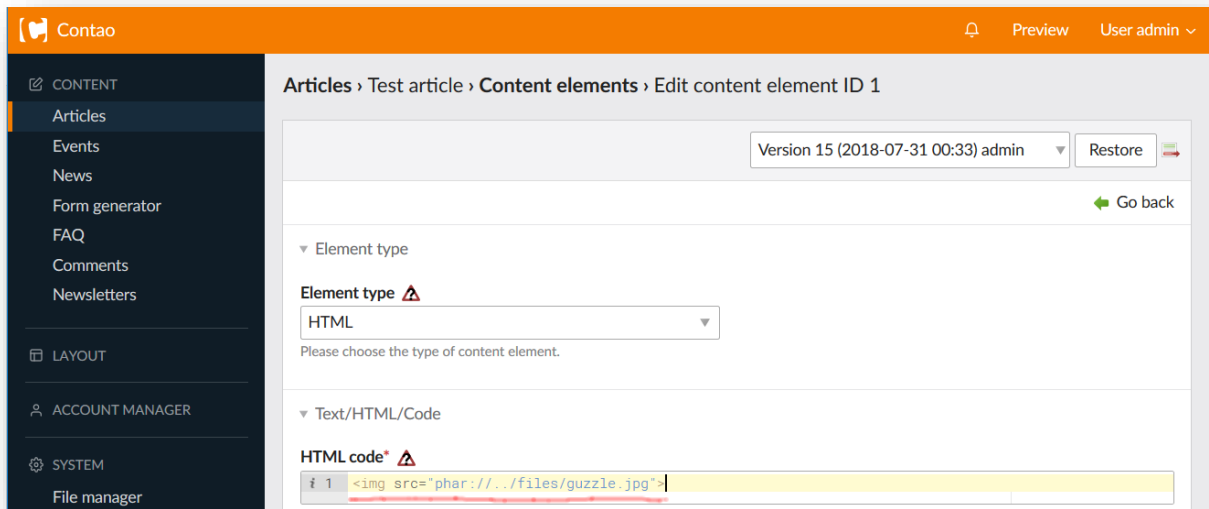 Contao Preview User admin
CONTENT
Articles
Events
News
Form generator
FAQ
Comments
Newsletters
LAYOUT
ACCOUNT MANAGER
SYSTEM
File manager
Articles › Test article › Content elements › Edit content element ID 1
Version 15 (2018-07-31 00:33) admin Restore
Go back
Element type
Element type
HTML
Please choose the type of content element.
Text/HTML/Code
HTML code*
i 1 <img src="phar://../files/guzzle.jpg">